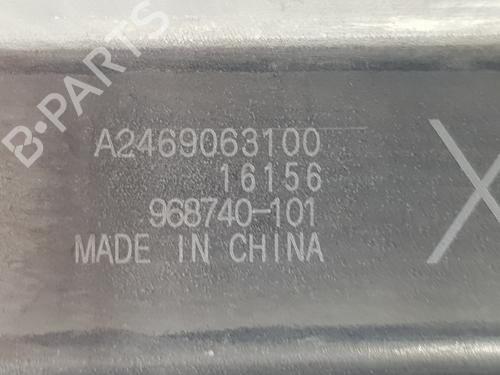 B-PARTS
A2469063100
16156
968740-101
MADE IN CHINA
X